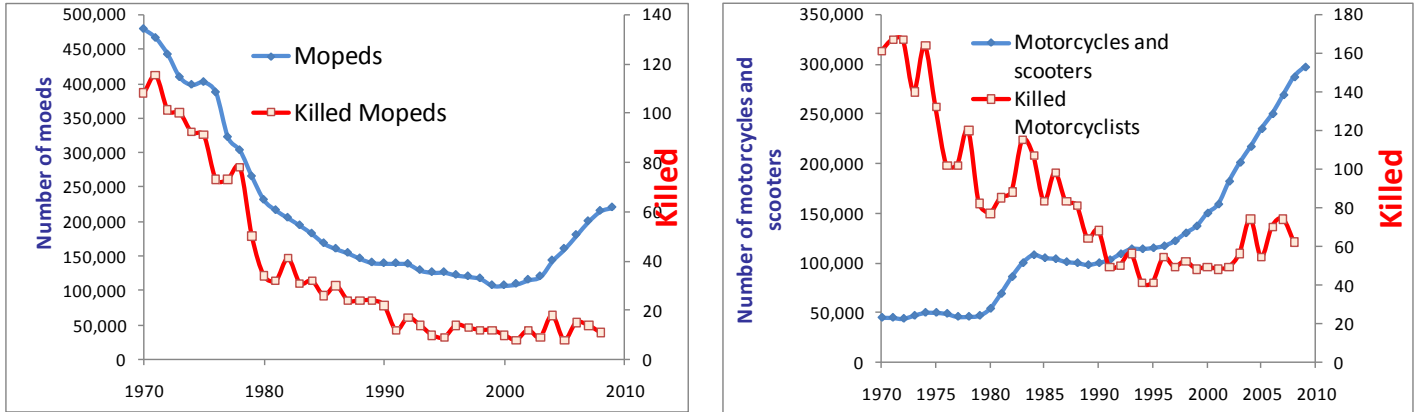 500,000
450,000
400,000
350,000
300,000
250,000
200,000
150,000
100,000
50,000
0
Number of moeds
Mopeds
Killed Mopeds
140
120
100
80
60
40
20
0
Killed
1970 1980 1990 2000 2010
350,000
300,000
250,000
200,000
150,000
100,000
50,000
0
Number of motorcycles and
scooters
Motorcycles and
scooters
Killed
Motorcyclists
180
160
140
120
100
80
60
40
20
0
Killed
1970 1975 1980 1985 1990 1995 2000 2005 2010